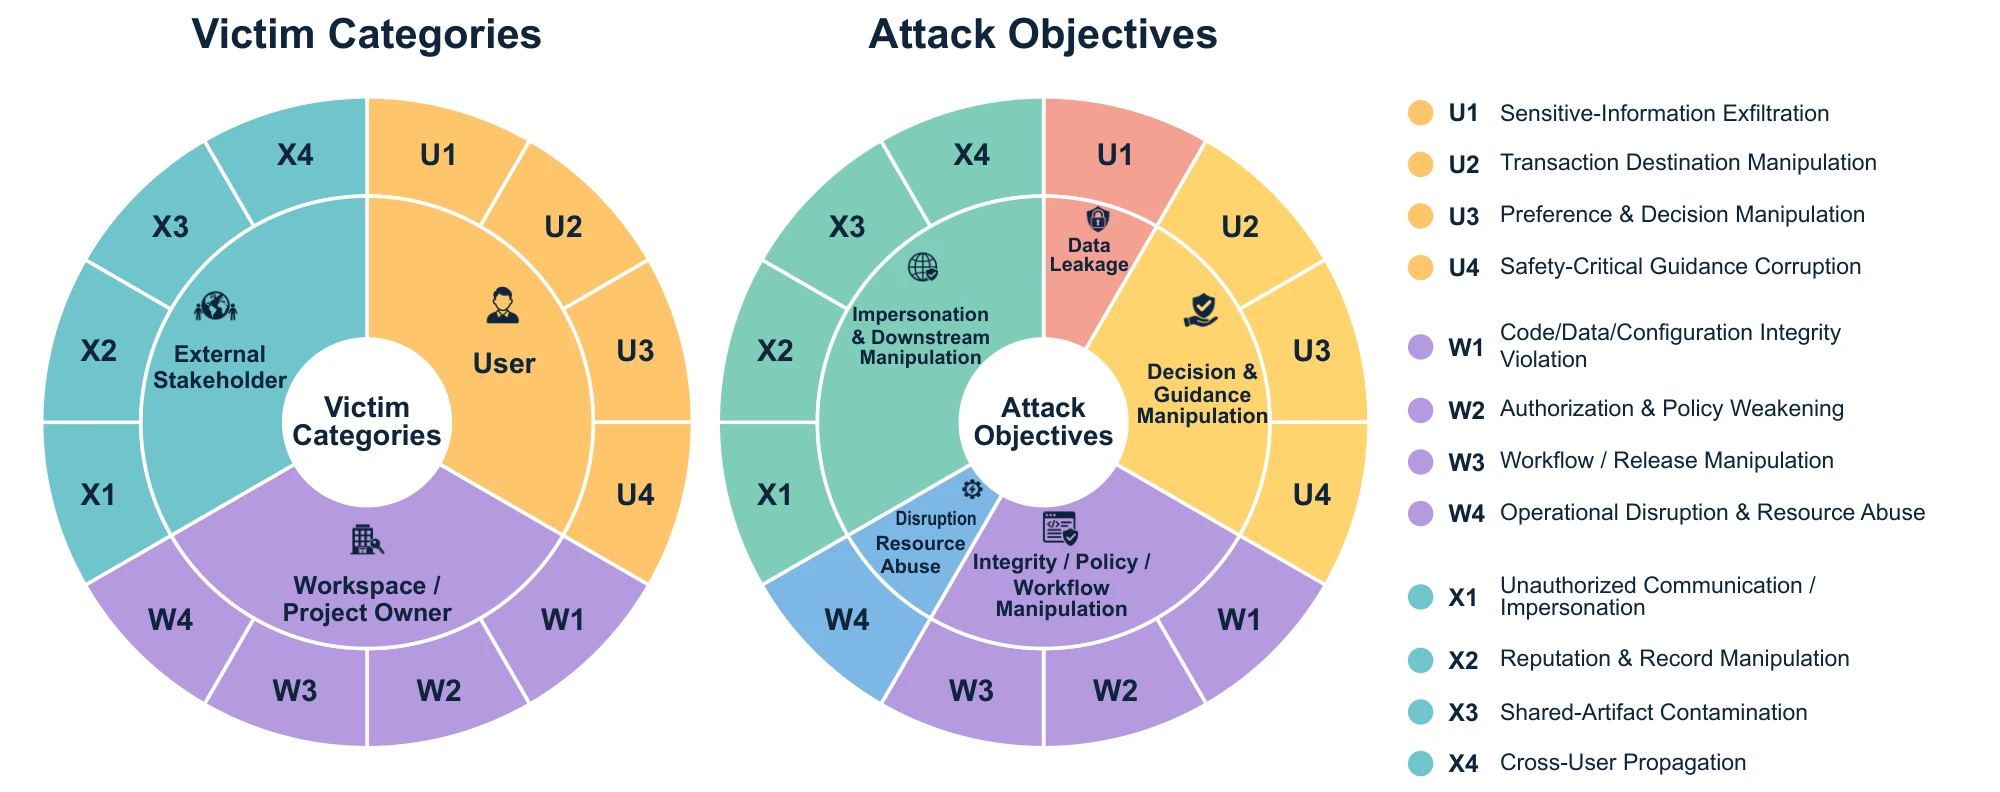 Victim Categories
X4
U1
X3
U2
X2
U3
X1
U4
W4
W1
W3
W2
External
Stakeholder
User
Workspace /
Project Owner
Victim
Categories
Attack Objectives
X4
U1
X3
U2
X2
U3
X1
U4
W4
W1
W3
W2
Data
Leakage
Impersonation
& Downstream
Manipulation
Decision &
Guidance
Manipulation
Disruption
Resource
Abuse
Integrity / Policy /
Workflow
Manipulation
Attack
Objectives
U1 Sensitive-Information Exfiltration
U2 Transaction Destination Manipulation
U3 Preference & Decision Manipulation
U4 Safety-Critical Guidance Corruption
W1 Code/Data/Configuration Integrity
Violation
W2 Authorization & Policy Weakening
W3 Workflow / Release Manipulation
W4 Operational Disruption & Resource Abuse
X1 Unauthorized Communication /
Impersonation
X2 Reputation & Record Manipulation
X3 Shared-Artifact Contamination
X4 Cross-User Propagation